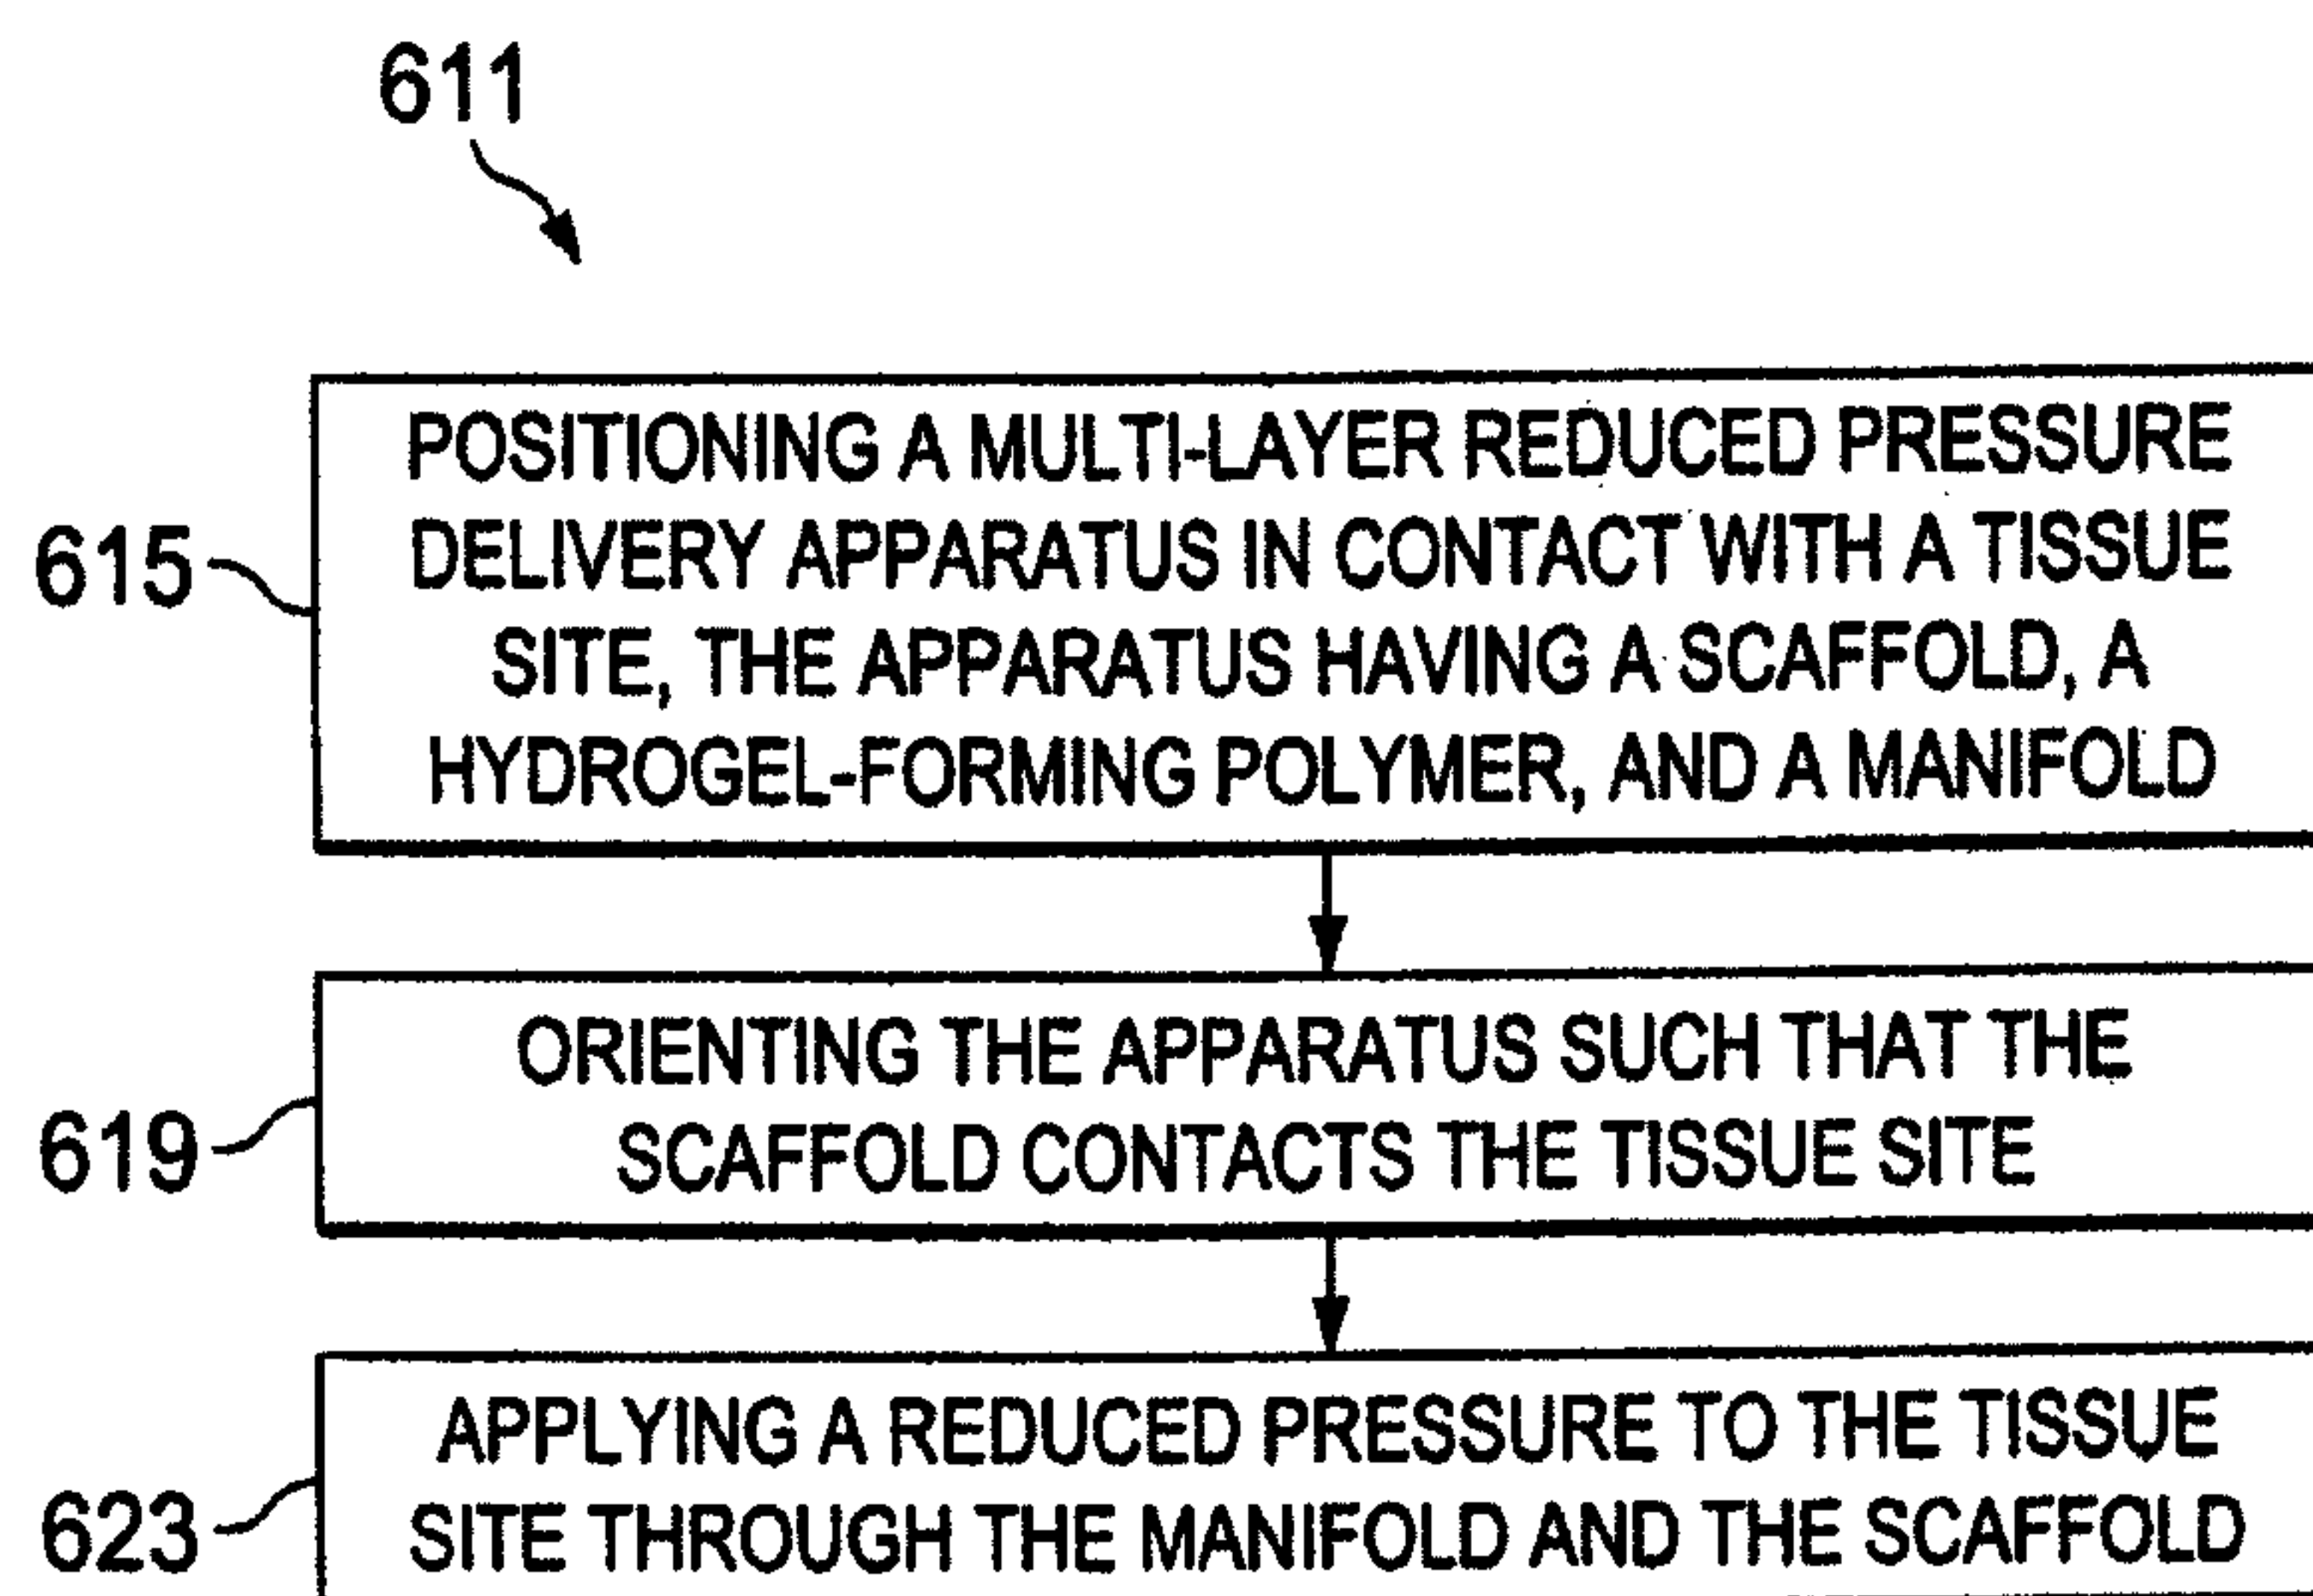 611
POSITIONING A MULTI-LAYER REDUCED PRESSURE
DELIVERY APPARATUS IN CONTACT WITH A TISSUE
SITE, THE APPARATUS HAVING A SCAFFOLD, A
HYDROGEL-FORMING POLYMER, AND A MANIFOLD
615
ORIENTING THE APPARATUS SUCH THAT THE
SCAFFOLD CONTACTS THE TISSUE SITE
619
APPLYING A REDUCED PRESSURE TO THE TISSUE
SITE THROUGH THE MANIFOLD AND THE SCAFFOLD
623